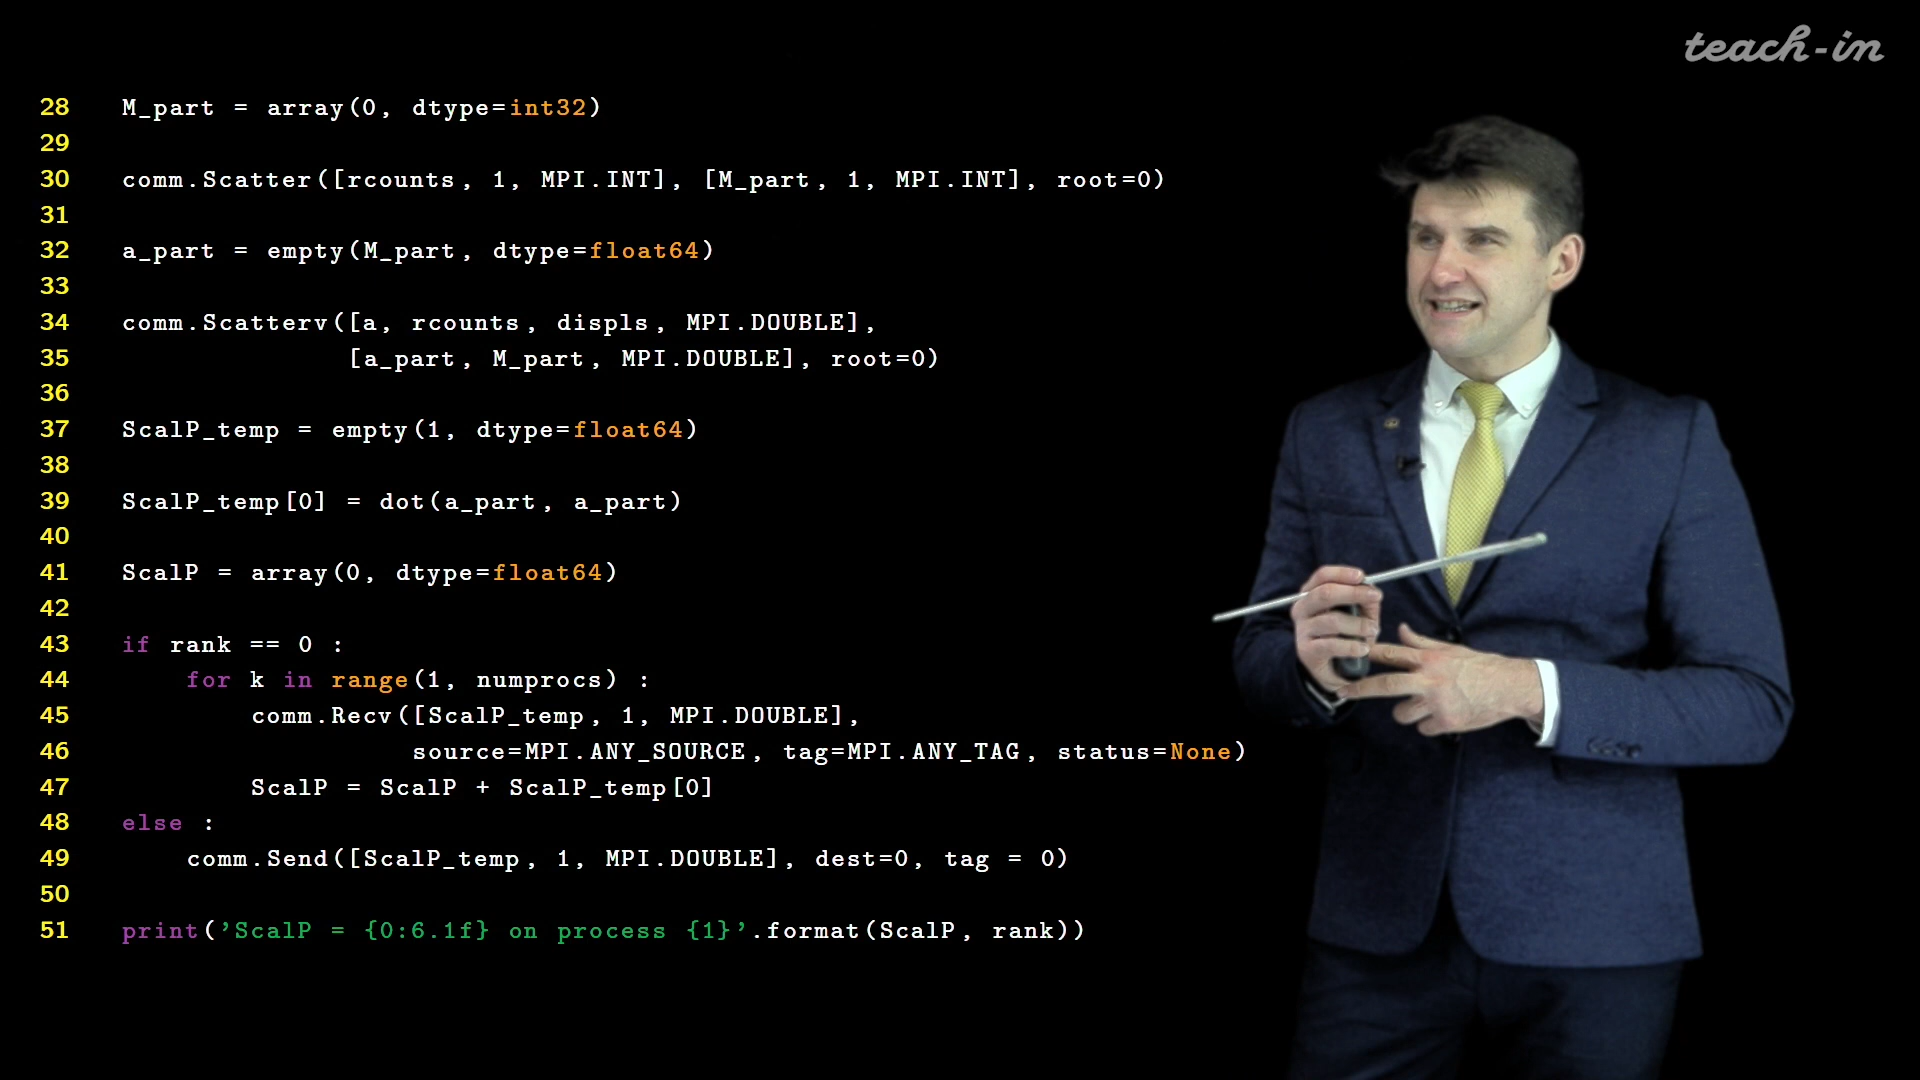 teach-in
28 M_part = array(0, dtype=int32)
29
30 comm.Scatter([rcounts, 1, MPI.INT], [M_part, 1, MPI.INT], root=0)
31
32 a_part = empty(M_part, dtype=float64)
33
34 comm.Scatterv([a, rcounts, displs, MPI.DOUBLE],
35               [a_part, M_part, MPI.DOUBLE], root=0)
36
37 ScalP_temp = empty(1, dtype=float64)
38
39 ScalP_temp[0] = dot(a_part, a_part)
40
41 ScalP = array(0, dtype=float64)
42
43 if rank == 0 :
44     for k in range(1, numprocs) :
45         comm.Recv([ScalP_temp, 1, MPI.DOUBLE],
46                   source=MPI.ANY_SOURCE, tag=MPI.ANY_TAG, status=None)
47         ScalP = ScalP + ScalP_temp[0]
48 else :
49     comm.Send([ScalP_temp, 1, MPI.DOUBLE], dest=0, tag = 0)
50
51 print('ScalP = {0:6.1f} on process {1}'.format(ScalP, rank))